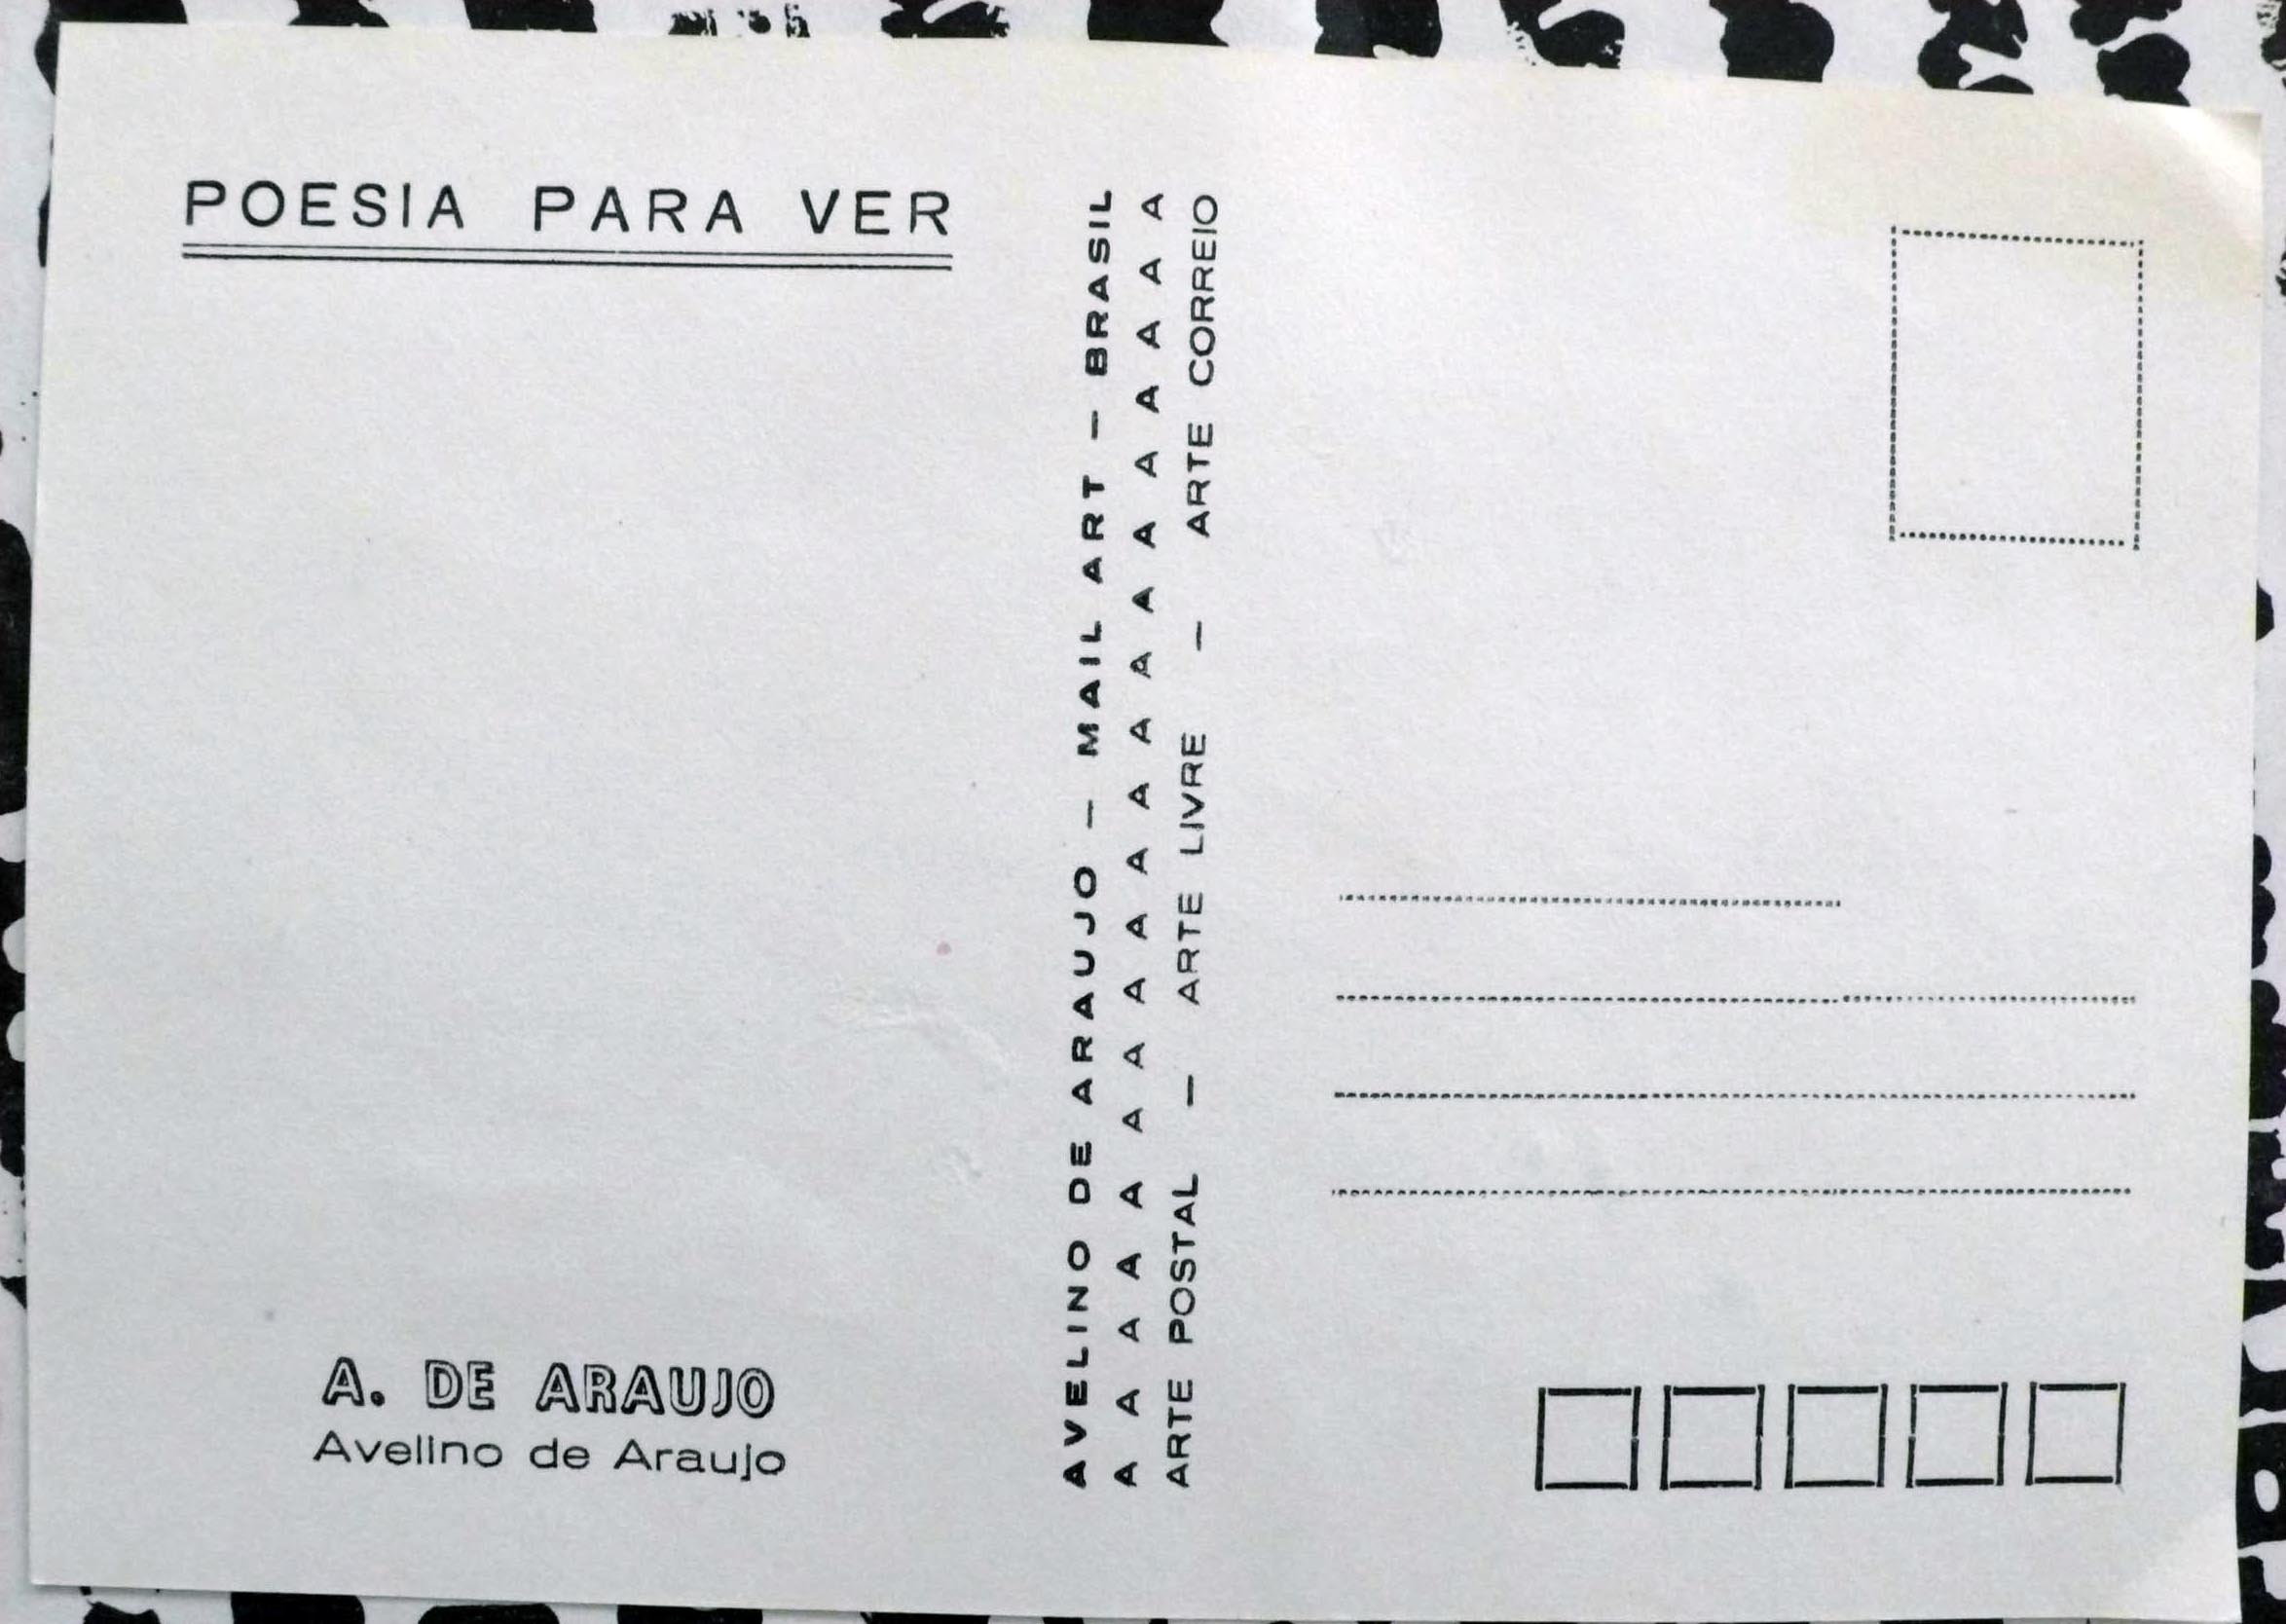 POESIA PARA VER
A. DE ARAUJO
Avelino de Araujo
AVELINO DE ARAUJO — MAIL ART — BRASIL
A A A A A A A A A A A A A A A A A A A A
ARTE POSTAL — ARTE LIVRE — ARTE CORREIO